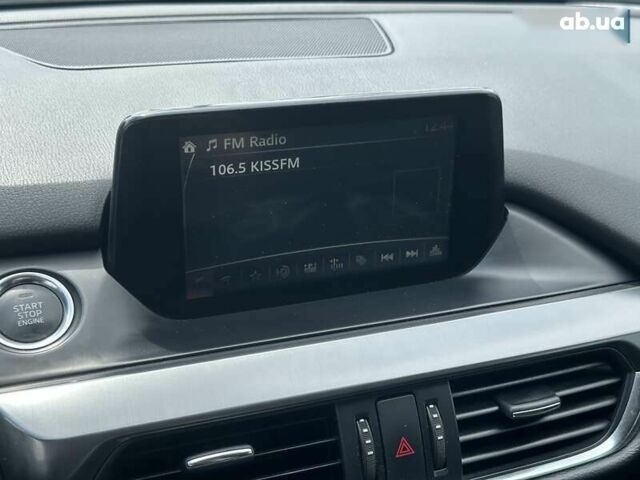 ab.ua
FM Radio
106.5 KISSFM
START
STOP
ENGINE